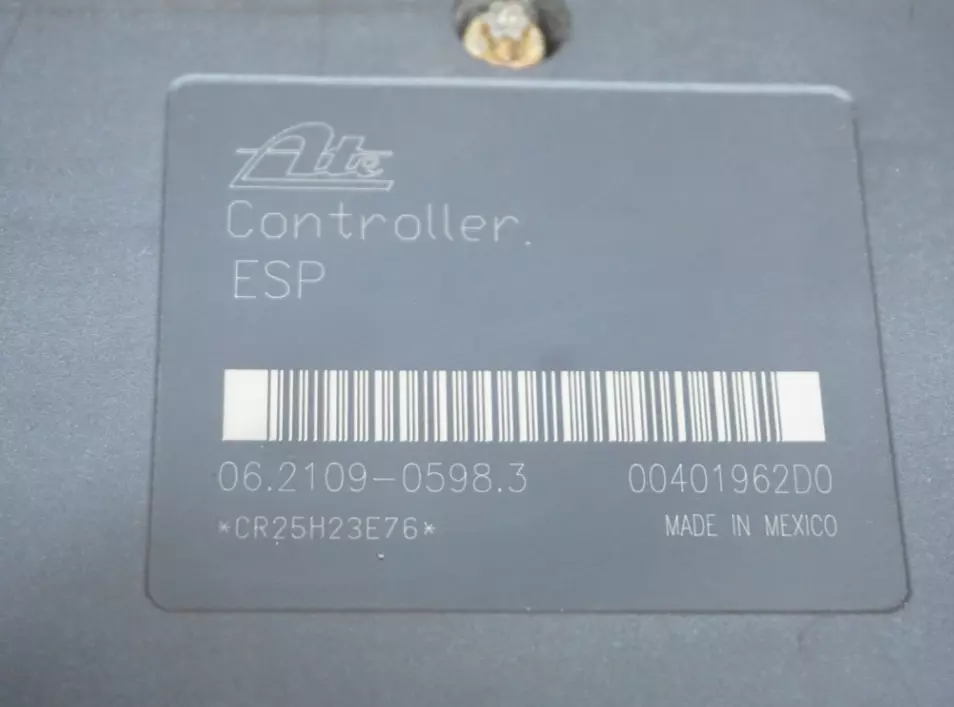 Ate
Controller.
ESP
06.2109-0598.3 00401962D0
*CR25H23E76* MADE IN MEXICO